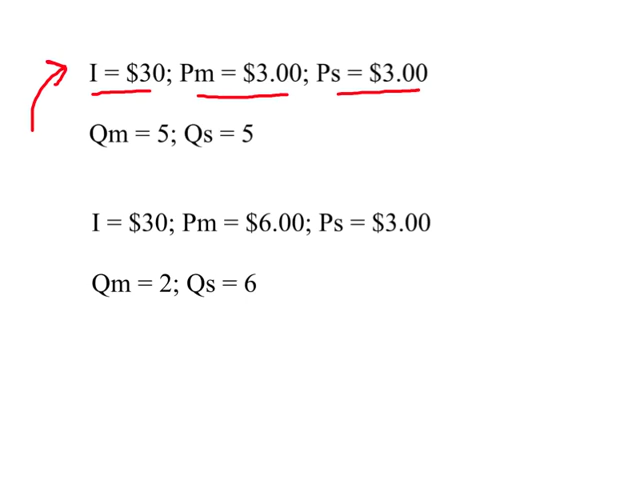 I = $30; Pm = $3.00; Ps = $3.00
Qm = 5; Qs = 5
I = $30; Pm = $6.00; Ps = $3.00
Qm = 2; Qs = 6